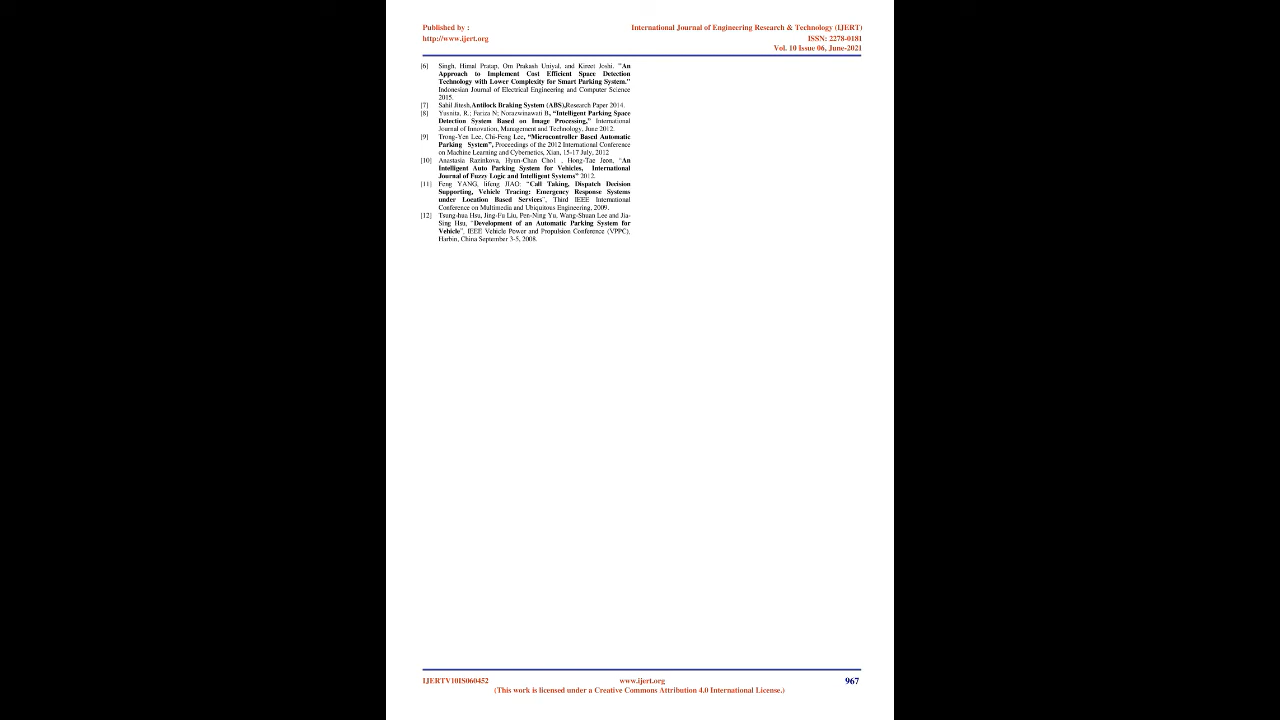 Published by :
International Journal of Engineering Research & Technology (IJERT)
http://www.ijert.org
ISSN: 2278-0181
Vol. 10 Issue 06, June-2021
[6] Singh, Himal Pratap, Om Prakash Uniyal, and Kireet Joshi. "An
Approach to Implement Cost Efficient Space Detection
Technology with Lower Complexity for Smart Parking System."
Indonesian Journal of Electrical Engineering and Computer Science
2015.
[7] Sahil Jitesh,Antilock Braking System (ABS),Research Paper 2014.
[8] Yusnita, R.; Fariza N; Norazwinawati B, “Intelligent Parking Space
Detection System Based on Image Processing,” International
Journal of Innovation, Management and Technology, June 2012.
[9] Trong-Yen Lee, Chi-Feng Lee, “Microcontroller Based Automatic
Parking System”, Proceedings of the 2012 International Conference
on Machine Learning and Cybernetics, Xian, 15-17 July, 2012
[10] Anastasia Razinkova, Hyun-Chan Cho1 , Hong-Tae Jeon, “An
Intelligent Auto Parking System for Vehicles, International
Journal of Fuzzy Logic and Intelligent Systems” 2012.
[11] Feng YANG, lifeng JIAO: “Call Taking, Dispatch Decision
Supporting, Vehicle Tracing: Emergency Response Systems
under Location Based Services”, Third IEEE International
Conference on Multimedia and Ubiquitous Engineering, 2009.
[12] Tsung-hua Hsu, Jing-Fu Liu, Pen-Ning Yu, Wang-Shuan Lee and Jia-
Sing Hsu, “Development of an Automatic Parking System for
Vehicle”, IEEE Vehicle Power and Propulsion Conference (VPPC),
Harbin, China September 3-5, 2008.
IJERTV10IS060452
www.ijert.org
967
(This work is licensed under a Creative Commons Attribution 4.0 International License.)